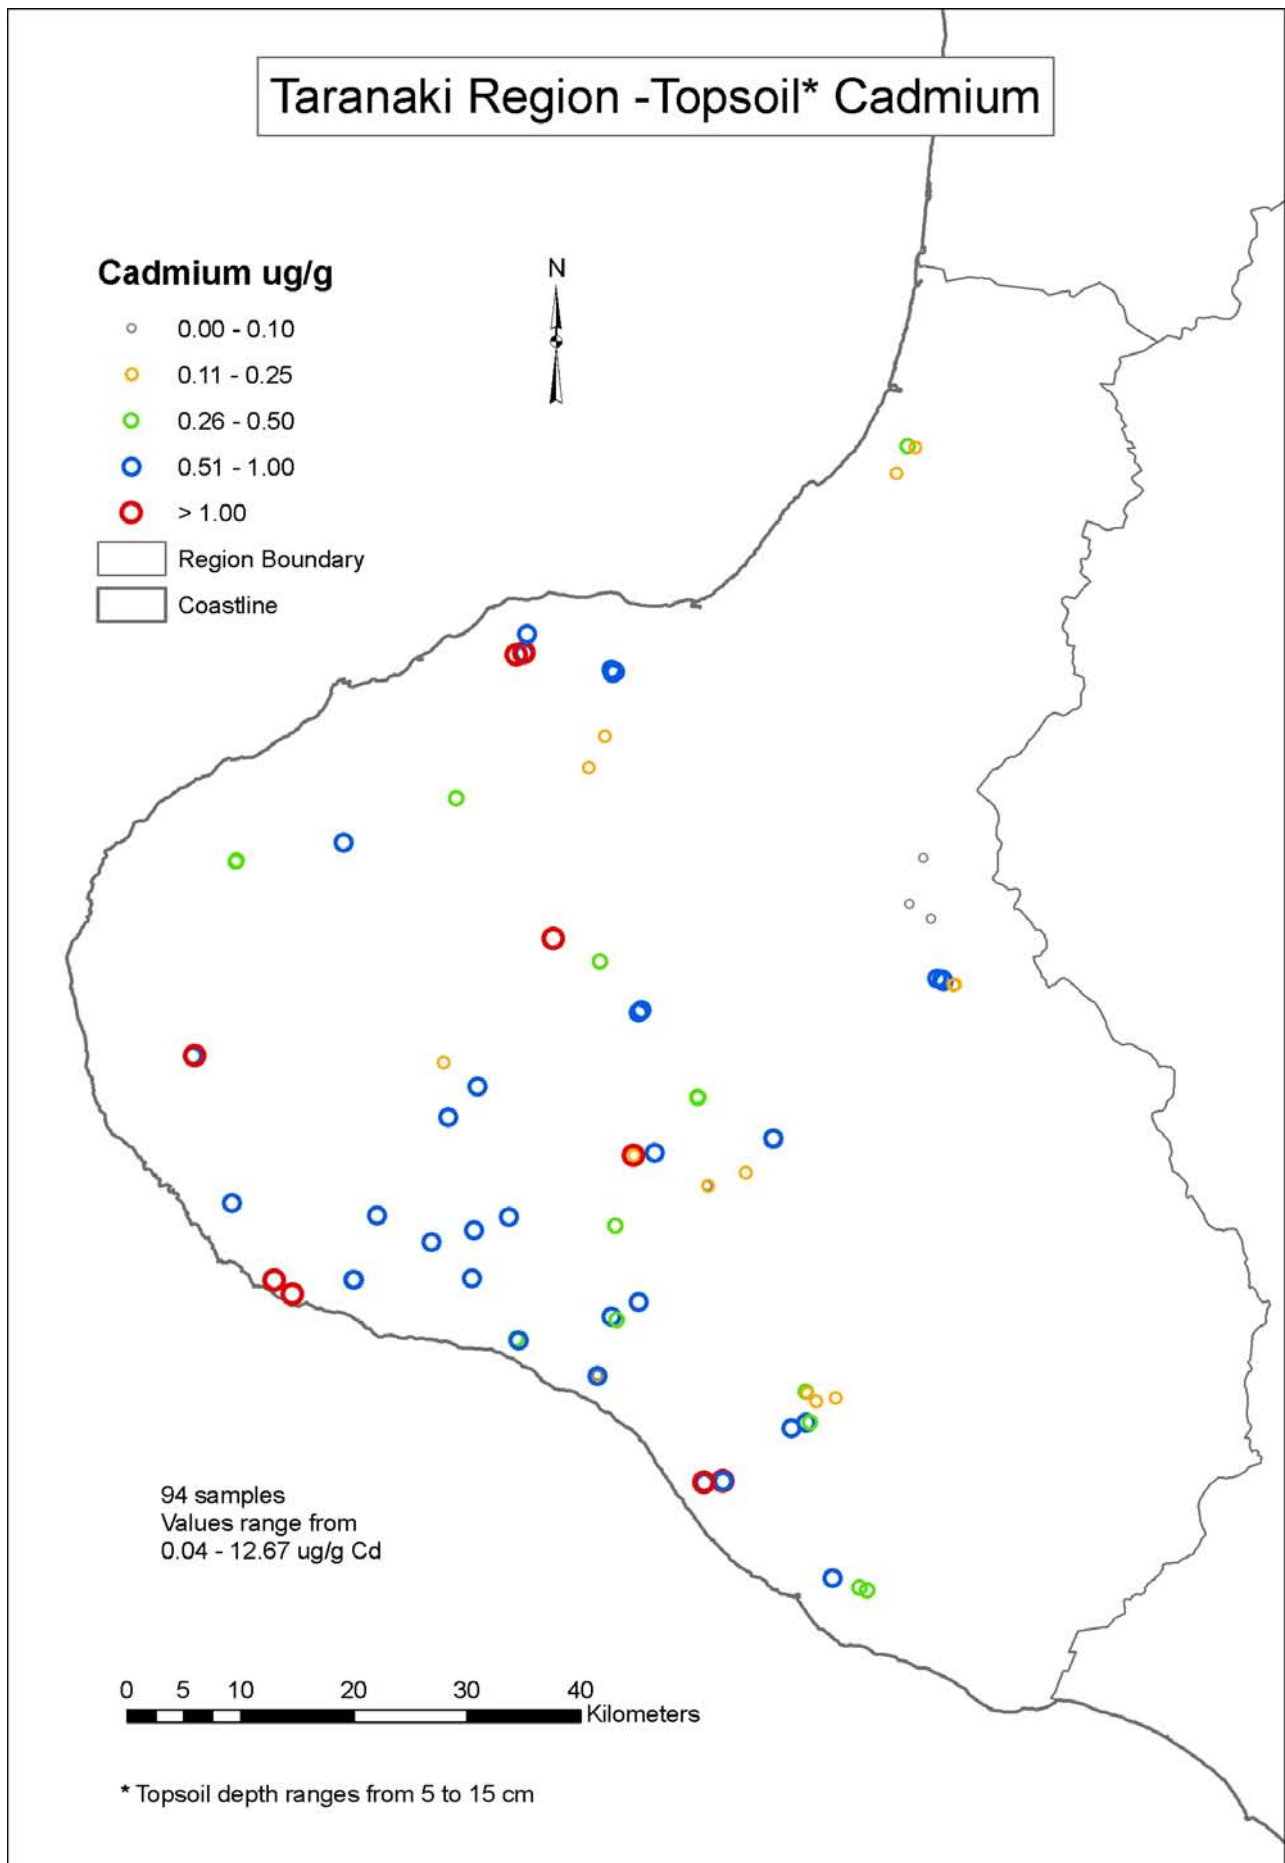 Taranaki Region -Topsoil* Cadmium
Cadmium ug/g
N
0.00 - 0.10
0.11 - 0.25
0.26 - 0.50
0.51 - 1.00
> 1.00
Region Boundary
Coastline
94 samples
Values range from
0.04 - 12.67 ug/g Cd
0 5 10 20 30 40
Kilometers
* Topsoil depth ranges from 5 to 15 cm